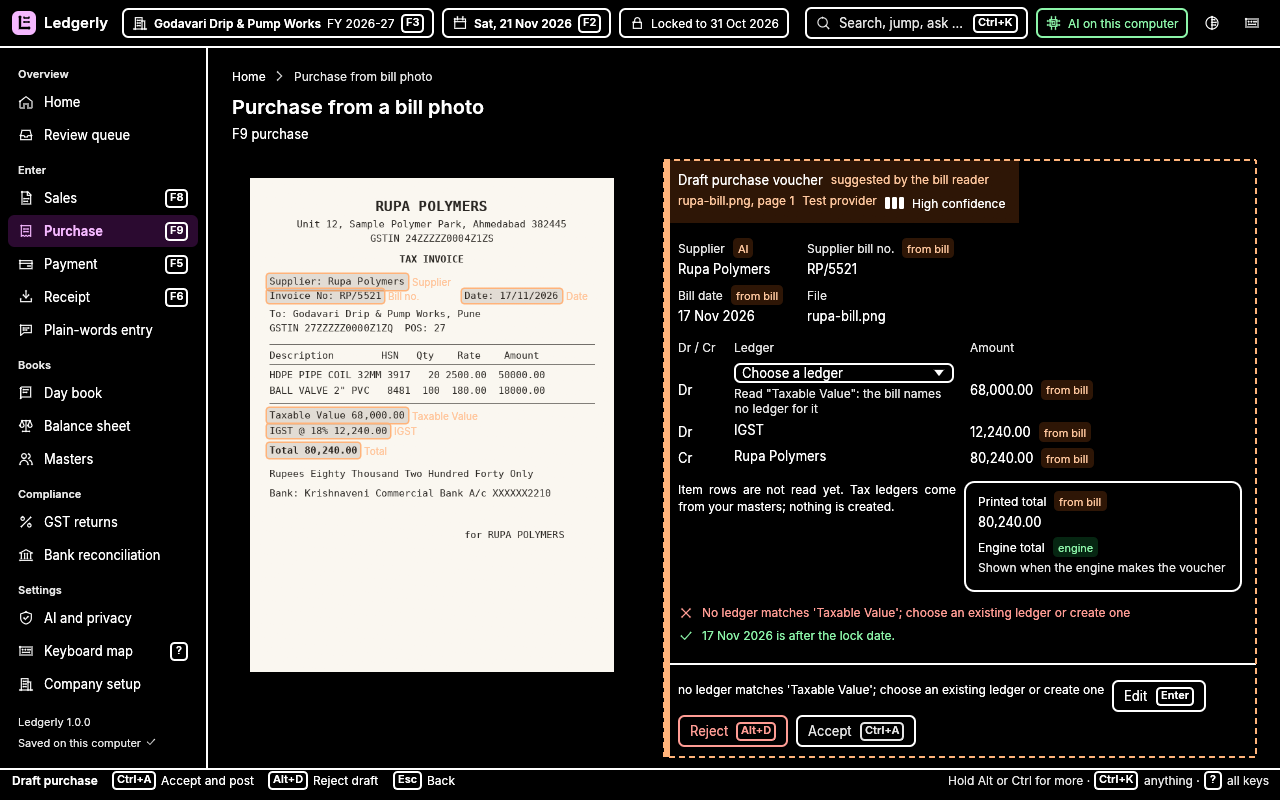 Ledgerly
Godavari Drip & Pump Works FY 2026-27 F3
Sat, 21 Nov 2026 F2
Locked to 31 Oct 2026
Search, jump, ask ... Ctrl+K
AI on this computer
Overview
Home
Review queue
Enter
Sales F8
Purchase F9
Payment F5
Receipt F6
Plain-words entry
Books
Day book
Balance sheet
Masters
Compliance
GST returns
Bank reconciliation
Settings
AI and privacy
Keyboard map ?
Company setup
Ledgerly 1.0.0
Saved on this computer
Home > Purchase from bill photo
Purchase from a bill photo
F9 purchase
RUPA POLYMERS
Unit 12, Sample Polymer Park, Ahmedabad 382445
GSTIN 24ZZZZZ0004Z1ZS
TAX INVOICE
Supplier: Rupa Polymers Supplier
Invoice No: RP/5521 Bill no. Date: 17/11/2026 Date
To: Godavari Drip & Pump Works, Pune
GSTIN 27ZZZZZ0000Z1ZQ POS: 27
Description HSN Qty Rate Amount
HDPE PIPE COIL 32MM 3917 20 2500.00 50000.00
BALL VALVE 2" PVC 8481 100 180.00 18000.00
Taxable Value 68,000.00 Taxable Value
IGST @ 18% 12,240.00 IGST
Total 80,240.00 Total
Rupees Eighty Thousand Two Hundred Forty Only
Bank: Krishnaveni Commercial Bank A/c XXXXXX2210
for RUPA POLYMERS
Draft purchase voucher suggested by the bill reader
rupa-bill.png, page 1 Test provider High confidence
Supplier AI Supplier bill no. from bill
Rupa Polymers RP/5521
Bill date from bill File
17 Nov 2026 rupa-bill.png
Dr / Cr Ledger Amount
Choose a ledger
Dr 68,000.00 from bill
Read "Taxable Value": the bill names
no ledger for it
Dr IGST 12,240.00 from bill
Cr Rupa Polymers 80,240.00 from bill
Item rows are not read yet. Tax ledgers come
from your masters; nothing is created.
Printed total from bill
80,240.00
Engine total engine
Shown when the engine makes the voucher
No ledger matches 'Taxable Value'; choose an existing ledger or create one
17 Nov 2026 is after the lock date.
no ledger matches 'Taxable Value'; choose an existing ledger or create one
Edit Enter
Reject Alt+D
Accept Ctrl+A
Draft purchase Ctrl+A Accept and post Alt+D Reject draft Esc Back
Hold Alt or Ctrl for more · Ctrl+K anything · ? all keys